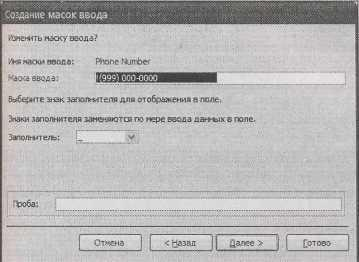 Создание масок ввода
Изменить маску ввода?
Имя маски ввода: Phone Number
Маска ввода: !(999) 000-0000
Выберите знак заполнителя для отображения в поле.
Знаки заполнителя заменяются по мере ввода данных в поле.
Заполнитель: _
Проба:
Отмена < Назад Далее > Готово